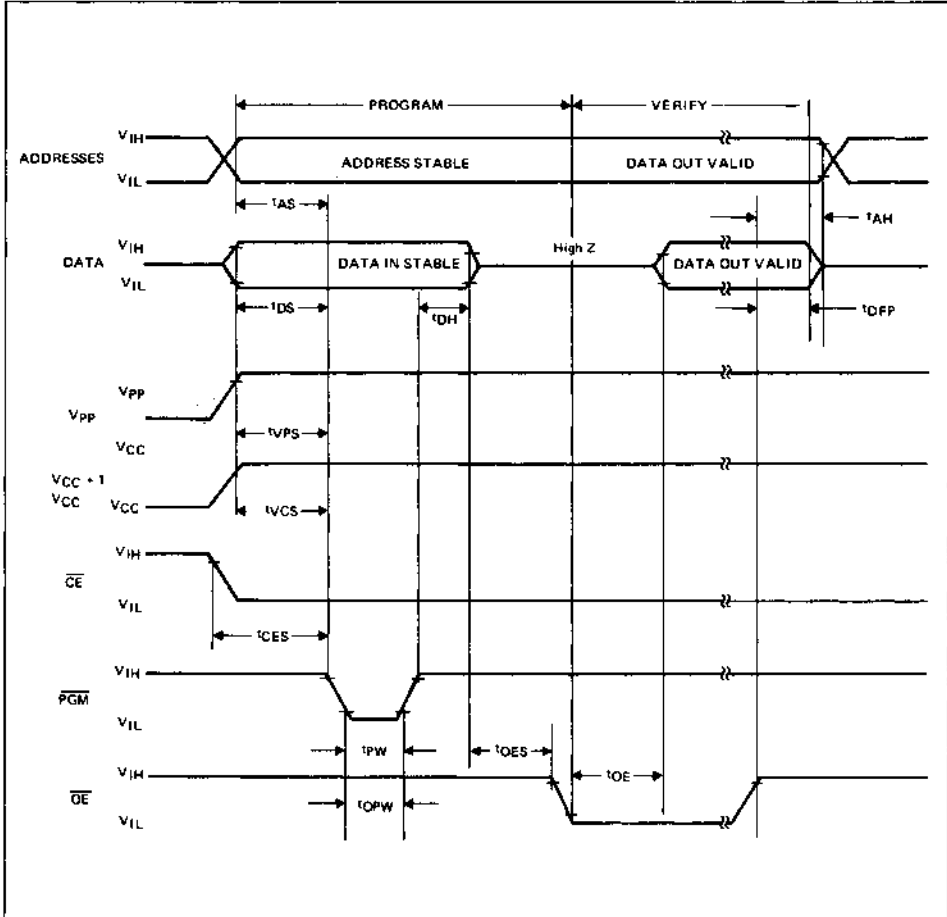 PROGRAM VERIFY
VIH
ADDRESSES ADDRESS STABLE DATA OUT VALID
VIL
tAS tAH
VIH High Z
DATA DATA IN STABLE DATA OUT VALID
VIL
tDS tDH tDFP
VPP
VPP
tVPS
VCC
VCC + 1
VCC VCC
tVCS
VIH
CE
VIL
tCES
VIH
PGM
VIL
tPW tOES
VIH tOE
OE
tOPW
VIL